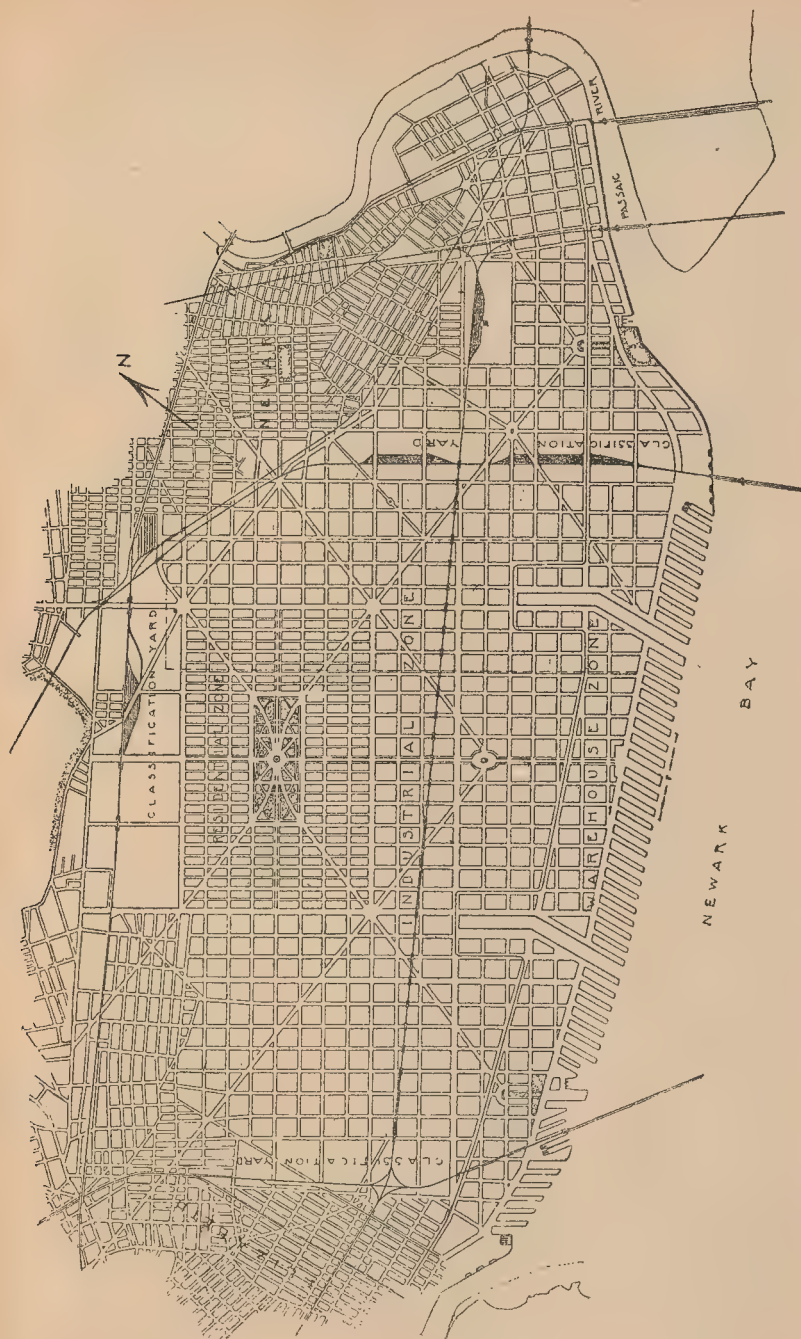 N
NEWARK
PASSAIC RIVER
CLASSIFICATION YARD
CLASSIFICATION YARD
RESIDENTIAL ZONE
INDUSTRIAL ZONE
WAREHOUSE ZONE
CLASSIFICATION YARD
NEWARK BAY